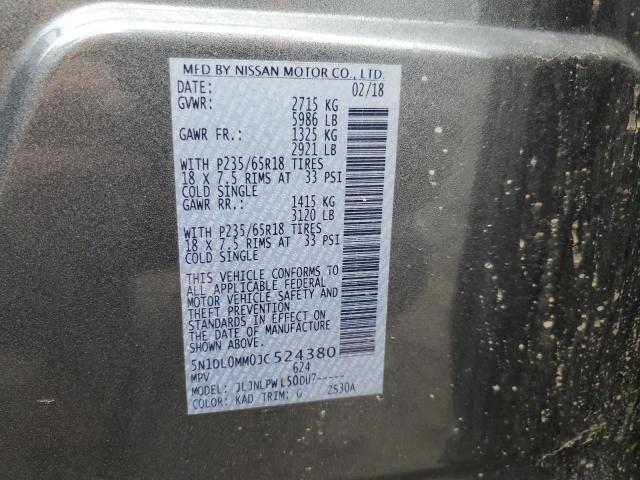 MFD BY NISSAN MOTOR CO., LTD.
DATE: 02/18
GVWR: 2715 KG
5986 LB
GAWR FR.: 1325 KG
2921 LB
WITH P235/65R18 TIRES
18 X 7.5 RIMS AT 33 PSI
COLD SINGLE
GAWR RR.: 1415 KG
3120 LB
WITH P235/65R18 TIRES
18 X 7.5 RIMS AT 33 PSI
COLD SINGLE
THIS VEHICLE CONFORMS TO
ALL APPLICABLE FEDERAL
MOTOR VEHICLE SAFETY AND
THEFT PREVENTION
STANDARDS IN EFFECT ON
THE DATE OF MANUFACTURE
SHOWN ABOVE.
5N1DL0MM0JC524380
MPV 624
MODEL: JLJNLPWL50DU7-----
COLOR: KAD TRIM: G 2S30A